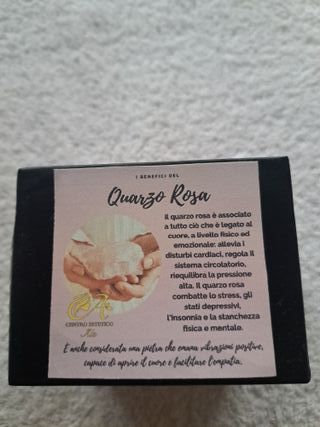 I BENEFICI DEL
Quarzo Rosa
Il quarzo rosa è associato
a tutto ciò che è legato al
cuore, a livello fisico ed
emozionale: allevia i
disturbi cardiaci, regola il
sistema circolatorio,
riequilibra la pressione
alta. Il quarzo rosa
combatte lo stress, gli
stati depressivi,
l'insonnia e la stanchezza
fisica e mentale.
CENTRO ESTETICO
È anche considerata una pietra che emana vibrazioni positive,
capace di aprire il cuore e facilitare l'empatia.